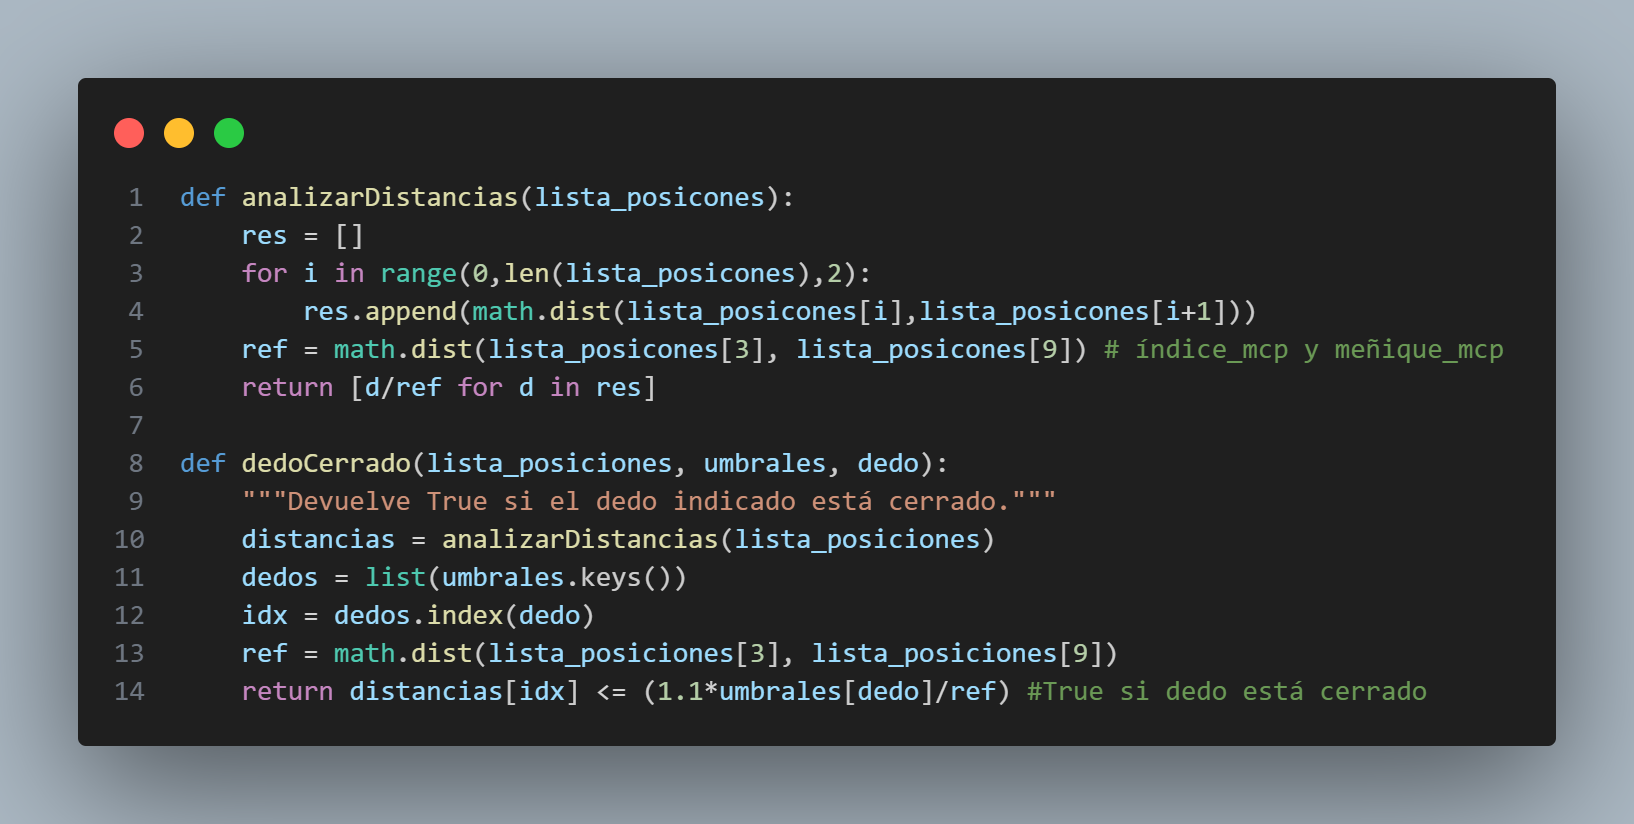 1 def analizarDistancias(lista_posicones):
2     res = []
3     for i in range(0,len(lista_posicones),2):
4         res.append(math.dist(lista_posicones[i],lista_posicones[i+1]))
5     ref = math.dist(lista_posicones[3], lista_posicones[9]) # índice_mcp y meñique_mcp
6     return [d/ref for d in res]
7
8 def dedoCerrado(lista_posiciones, umbrales, dedo):
9     """Devuelve True si el dedo indicado está cerrado."""
10     distancias = analizarDistancias(lista_posiciones)
11     dedos = list(umbrales.keys())
12     idx = dedos.index(dedo)
13     ref = math.dist(lista_posiciones[3], lista_posiciones[9])
14     return distancias[idx] <= (1.1*umbrales[dedo]/ref) #True si dedo está cerrado